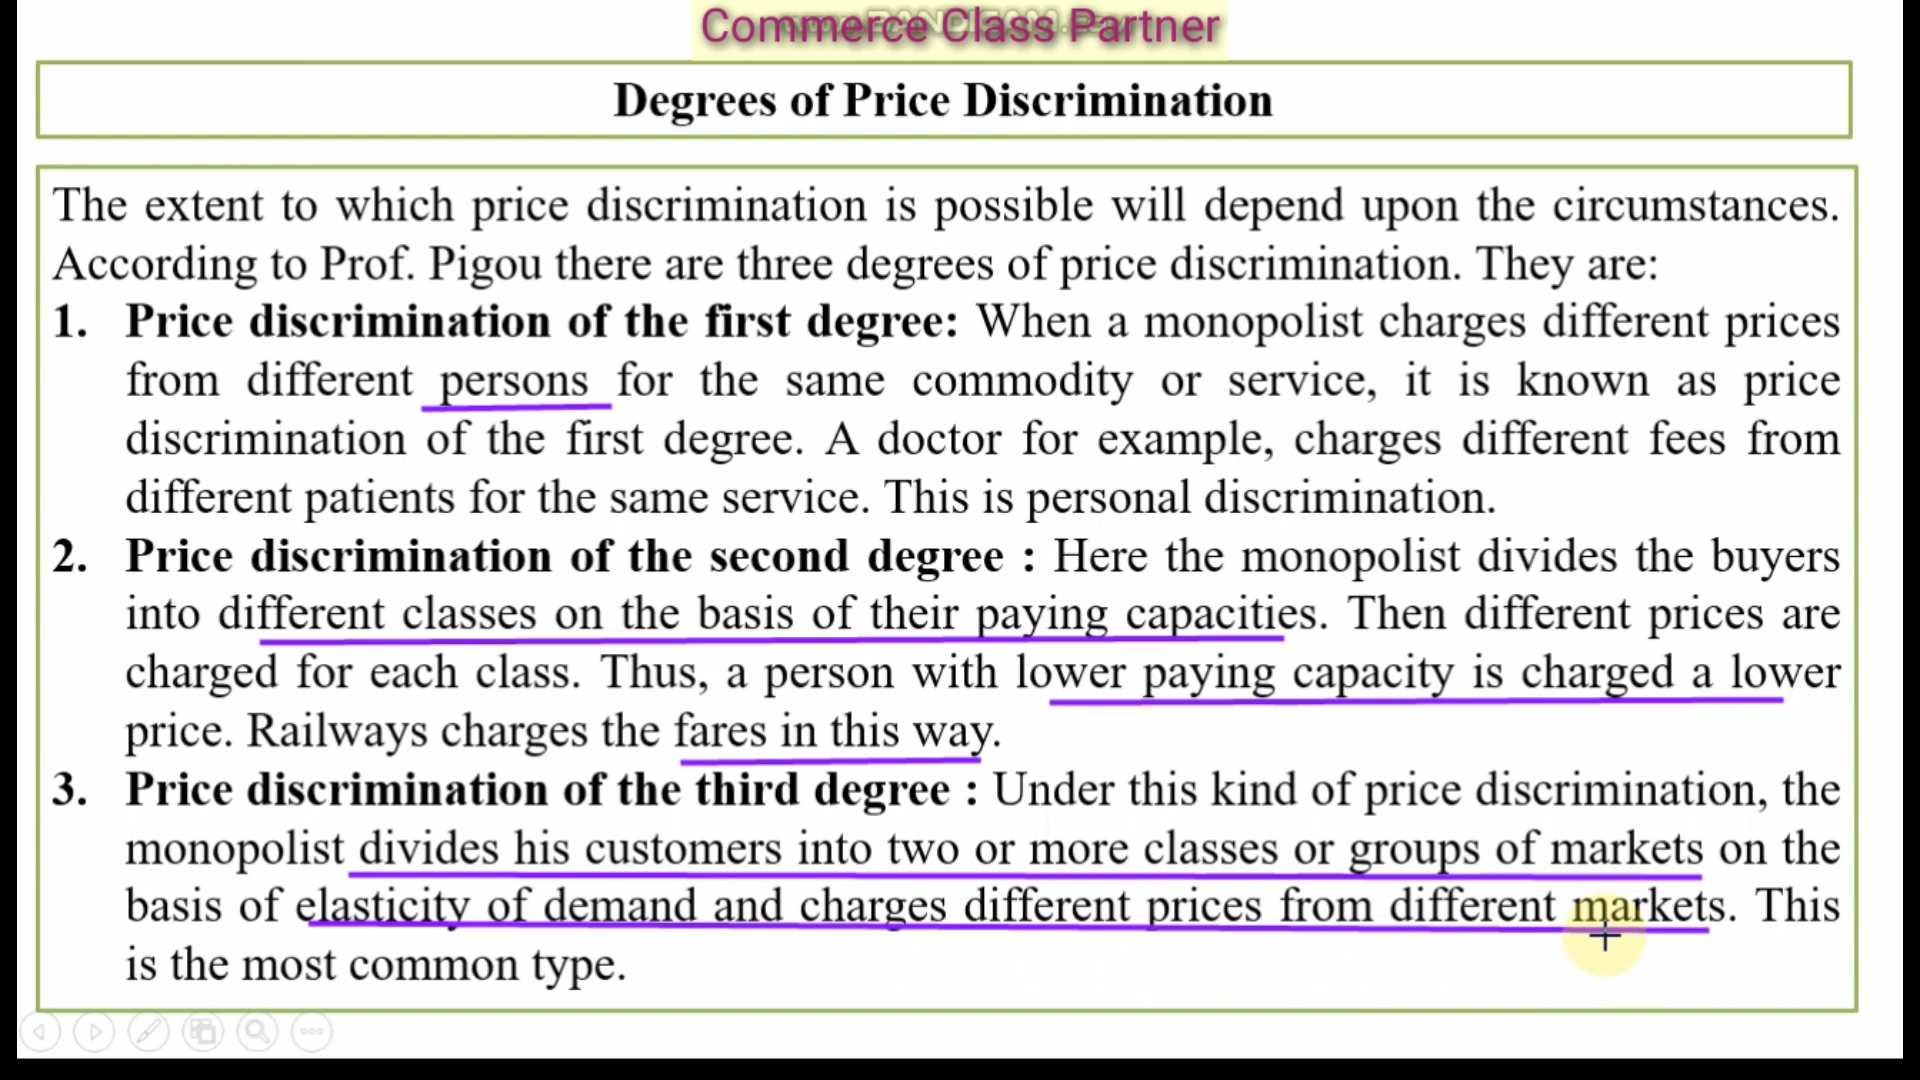 Commerce Class Partner
Degrees of Price Discrimination
The extent to which price discrimination is possible will depend upon the circumstances.
According to Prof. Pigou there are three degrees of price discrimination. They are:
1. Price discrimination of the first degree: When a monopolist charges different prices
from different persons for the same commodity or service, it is known as price
discrimination of the first degree. A doctor for example, charges different fees from
different patients for the same service. This is personal discrimination.
2. Price discrimination of the second degree : Here the monopolist divides the buyers
into different classes on the basis of their paying capacities. Then different prices are
charged for each class. Thus, a person with lower paying capacity is charged a lower
price. Railways charges the fares in this way.
3. Price discrimination of the third degree : Under this kind of price discrimination, the
monopolist divides his customers into two or more classes or groups of markets on the
basis of elasticity of demand and charges different prices from different markets. This
is the most common type.